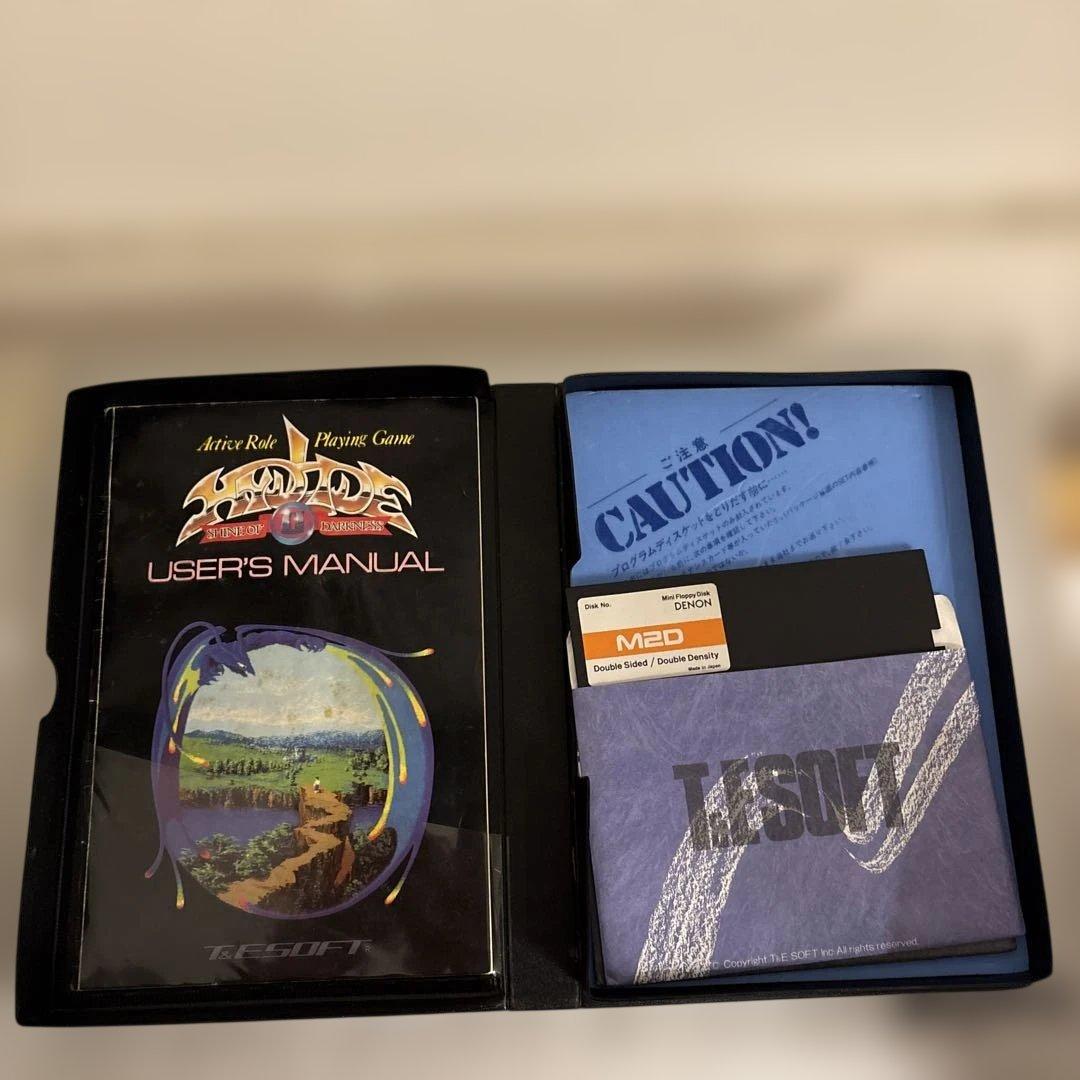 Active Role Playing Game
HYDLIDE
SHINE OF DARKNESS
USER'S MANUAL
T&E SOFT
ご注意
CAUTION!
プログラムディスケットをとりだす前に……
Disk No.
Mini Floppy Disk
DENON
M2D
Double Sided / Double Density
Made in Japan
T&E SOFT
Copyright T&E SOFT Inc. All rights reserved.